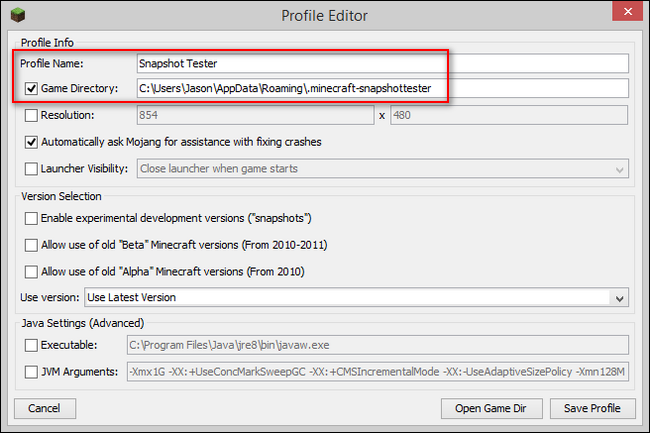 Profile Editor
Profile Info
Profile Name: Snapshot Tester
Game Directory: C:\Users\Jason\AppData\Roaming\.minecraft-snapshottester
Resolution: 854 x 480
Automatically ask Mojang for assistance with fixing crashes
Launcher Visibility: Close launcher when game starts
Version Selection
Enable experimental development versions ("snapshots")
Allow use of old "Beta" Minecraft versions (From 2010-2011)
Allow use of old "Alpha" Minecraft versions (From 2010)
Use version: Use Latest Version
Java Settings (Advanced)
Executable: C:\Program Files\Java\jre8\bin\javaw.exe
JVM Arguments: -Xmx1G -XX:+UseConcMarkSweepGC -XX:+CMSIncrementalMode -XX:-UseAdaptiveSizePolicy -Xmn128M
Cancel Open Game Dir Save Profile